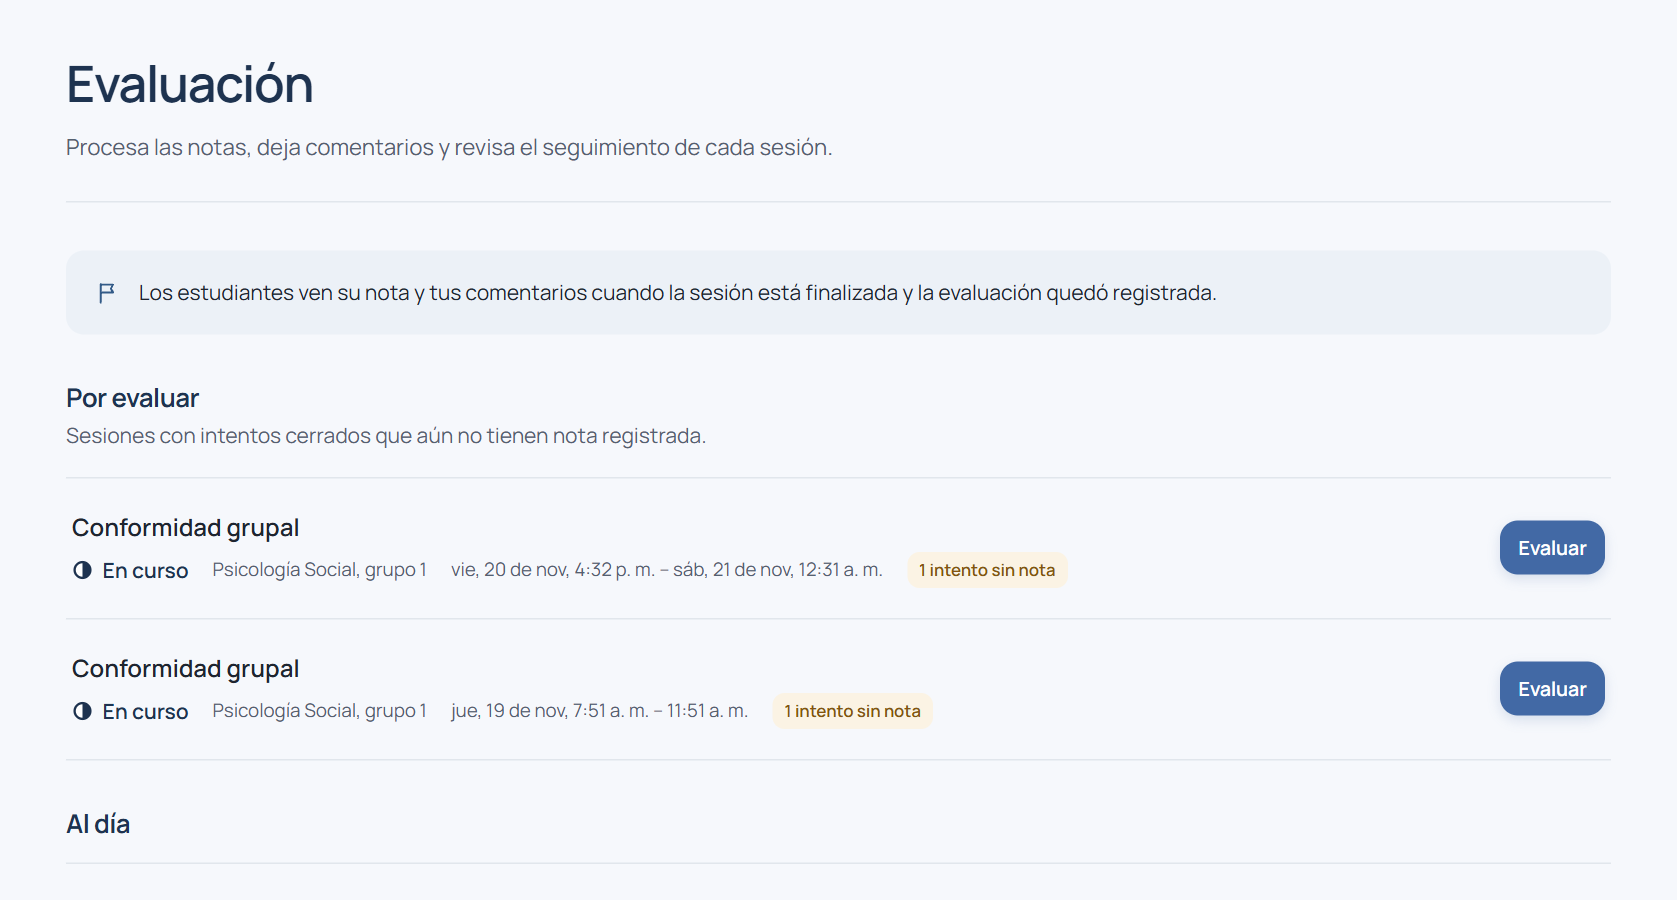 Evaluación
Procesa las notas, deja comentarios y revisa el seguimiento de cada sesión.
Los estudiantes ven su nota y tus comentarios cuando la sesión está finalizada y la evaluación quedó registrada.
Por evaluar
Sesiones con intentos cerrados que aún no tienen nota registrada.
Conformidad grupal
En curso Psicología Social, grupo 1 vie, 20 de nov, 4:32 p. m. – sáb, 21 de nov, 12:31 a. m. 1 intento sin nota
Evaluar
Conformidad grupal
En curso Psicología Social, grupo 1 jue, 19 de nov, 7:51 a. m. – 11:51 a. m. 1 intento sin nota
Evaluar
Al día